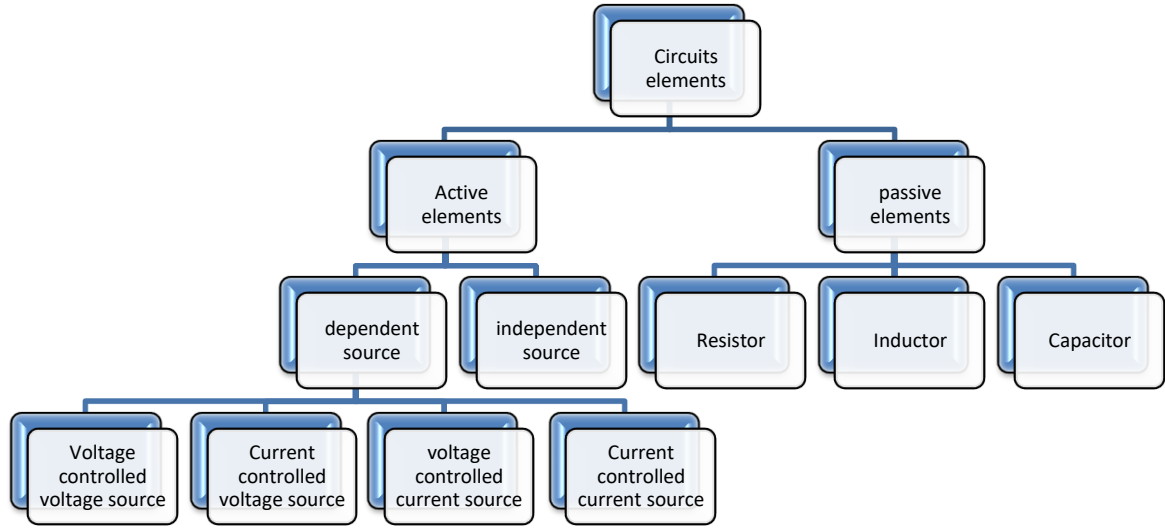 Circuits
elements
Active
elements
passive
elements
dependent
source
independent
source
Resistor
Inductor
Capacitor
Voltage
controlled
voltage source
Current
controlled
voltage source
voltage
controlled
current source
Current
controlled
current source